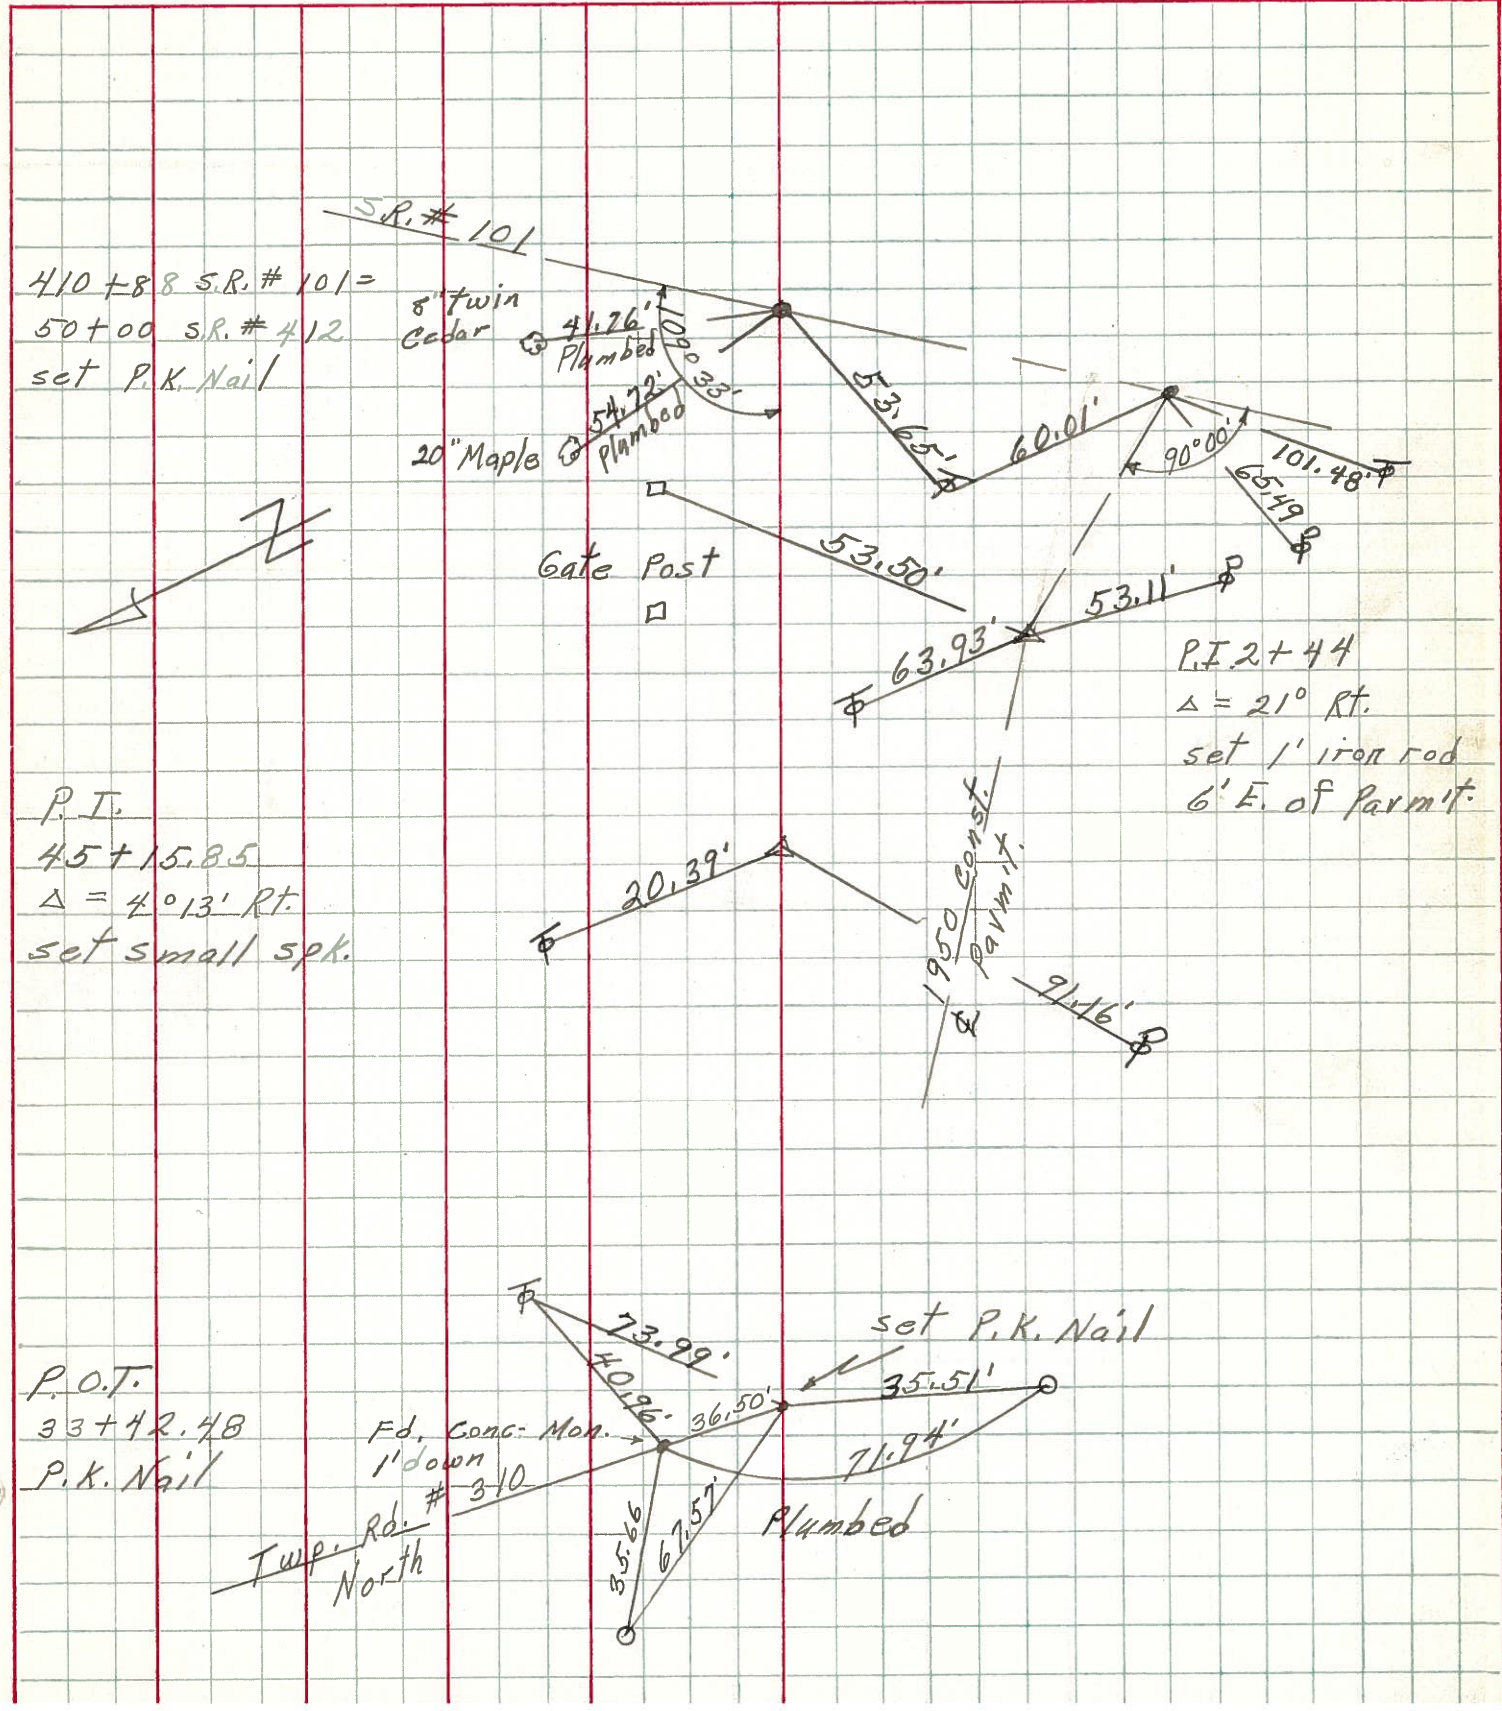 S.R. # 101
410 +88 S.R. # 101 =
50+00 S.R. # 412
set P.K. Nail
8" twin
Cedar
41.76'
Plumbed
109° 33'
54.72'
Plumbed
20" Maple
53.65'
60.01'
90°00'
101.48'
65.49
N
Gate Post
53.50'
53.11'
63.93'
P.I. 2+44
Δ = 21° Rt.
set 1' iron rod
6' E. of Parm't.
P.I.
45+15.85
Δ = 4°13' Rt.
set small spk.
20.39'
1950 Const.
Parm't.
91.16'
73.99'
40.96'
set P.K. Nail
35.51'
P.O.T.
33+42.48
P.K. Nail
Fd. Conc. Mon.
1' down
36.50'
71.94'
Twp. Rd. # 310
North
35.66
67.57'
Plumbed